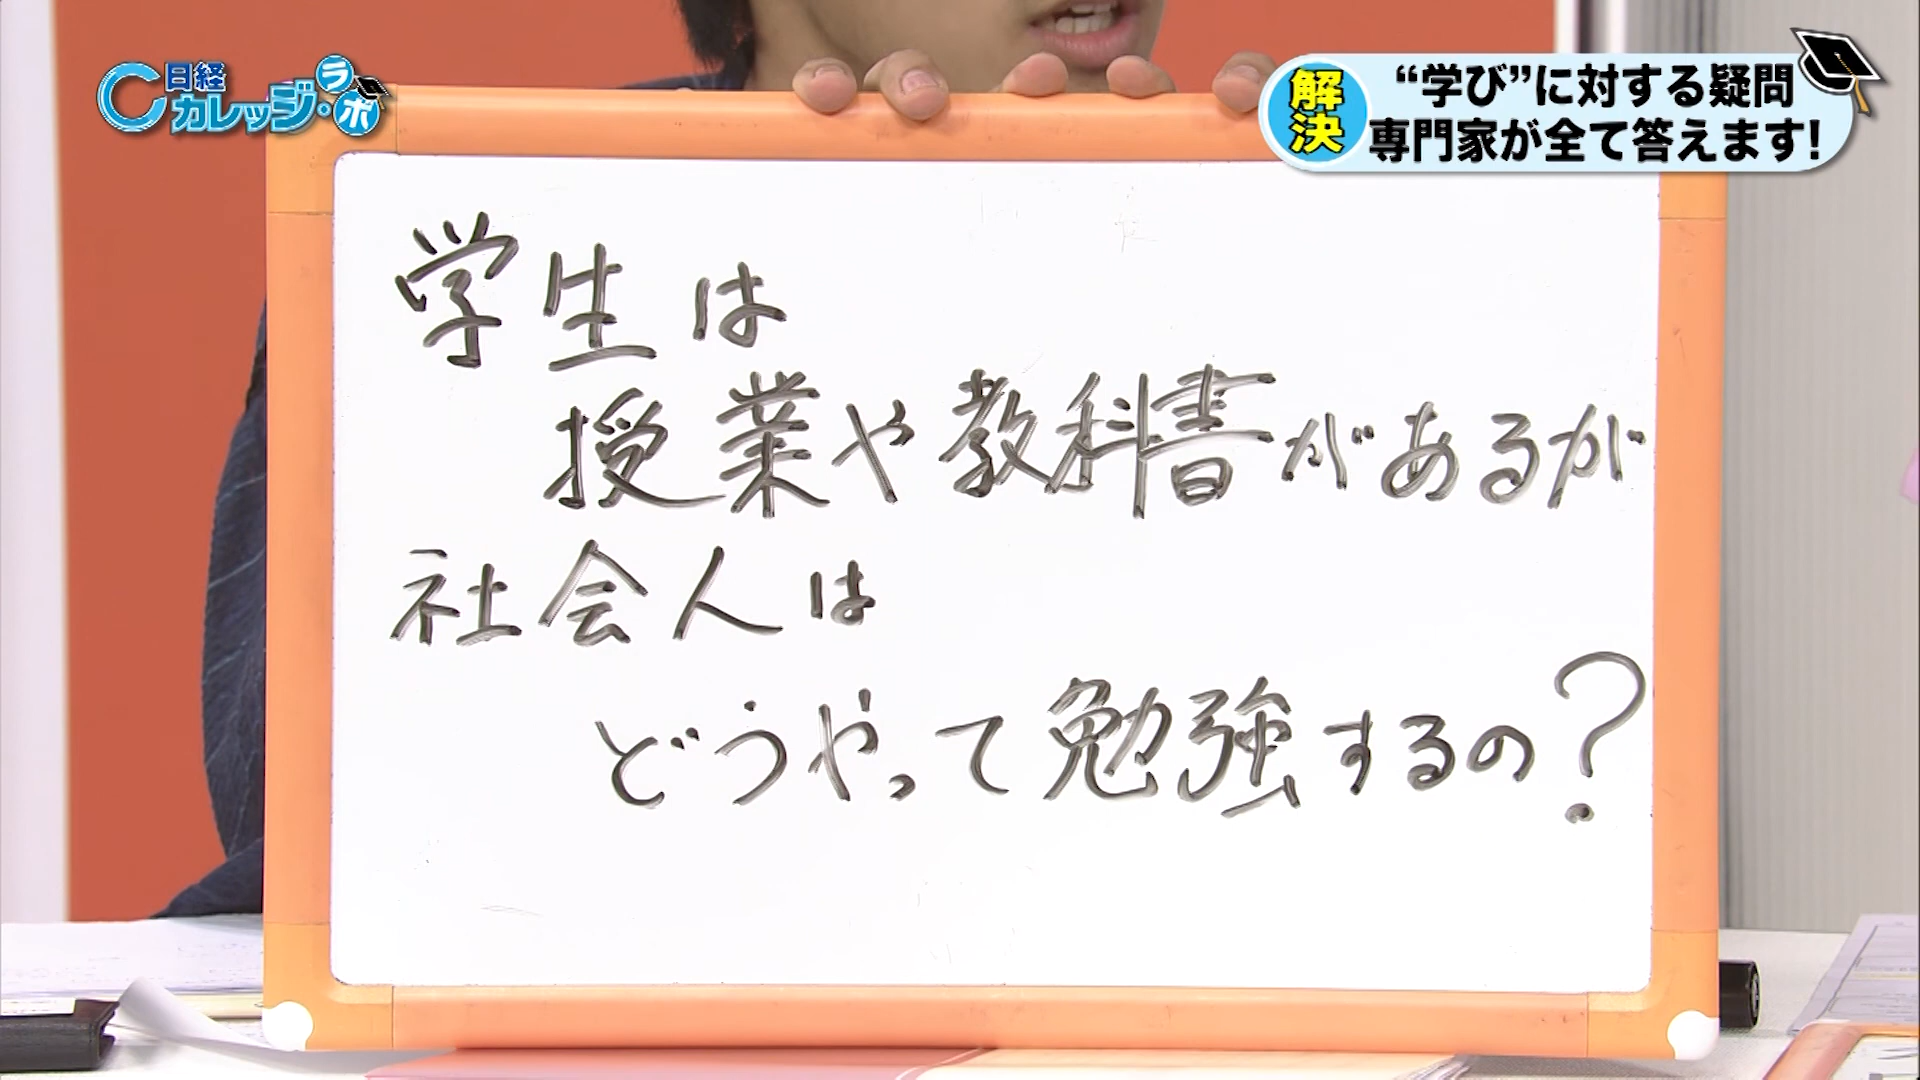 日経
カレッジ・ラボ
解決
“学び”に対する疑問
専門家が全て答えます!
学生は
授業や教科書があるが
社会人は
どうやって勉強するの?